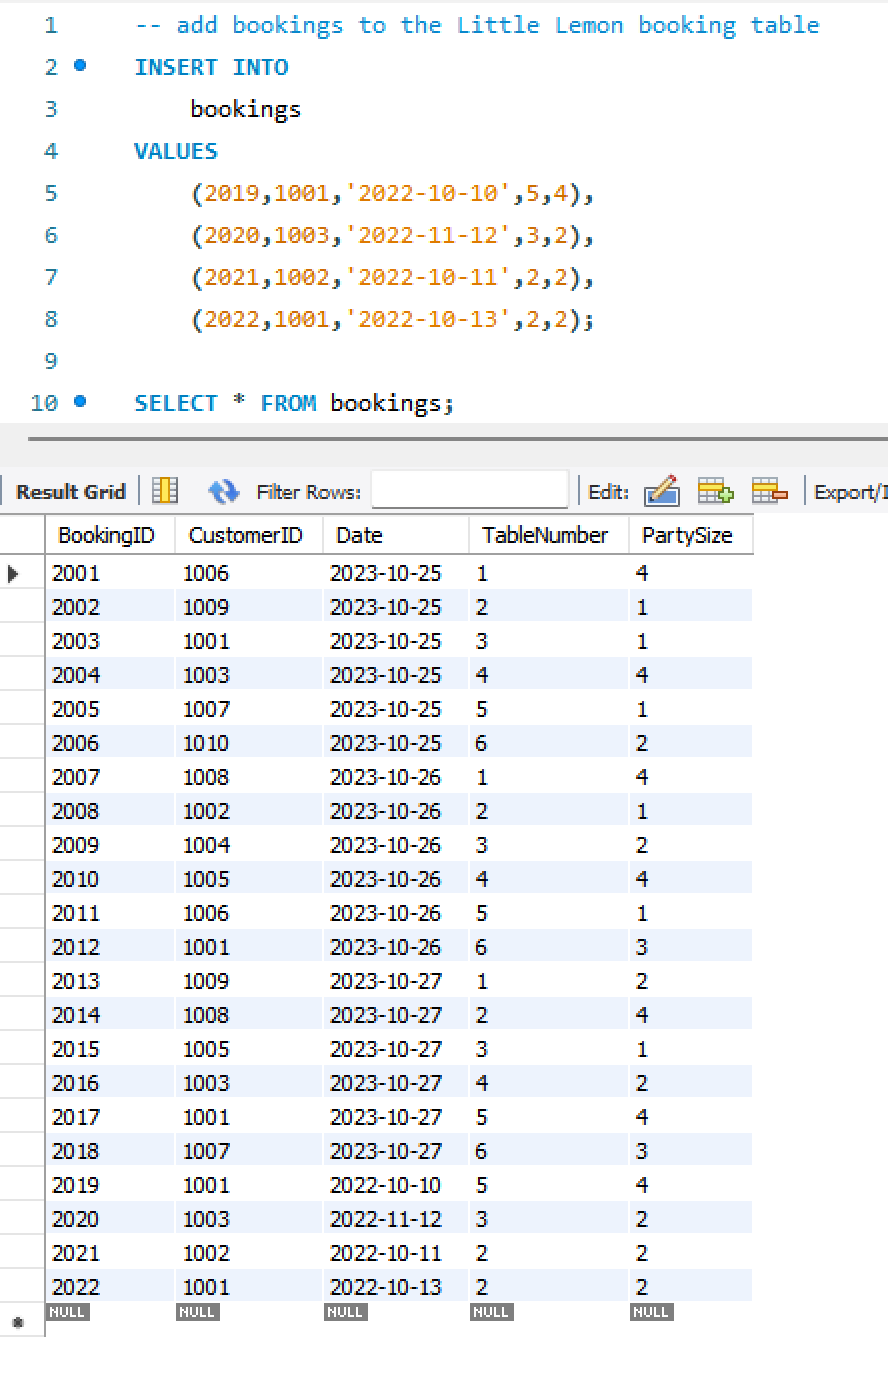 1 -- add bookings to the Little Lemon booking table
2 INSERT INTO
3 bookings
4 VALUES
5 (2019,1001,'2022-10-10',5,4),
6 (2020,1003,'2022-11-12',3,2),
7 (2021,1002,'2022-10-11',2,2),
8 (2022,1001,'2022-10-13',2,2);
9
10 SELECT * FROM bookings;
Result Grid Filter Rows: Edit: Export/I
BookingID CustomerID Date TableNumber PartySize
2001 1006 2023-10-25 1 4
2002 1009 2023-10-25 2 1
2003 1001 2023-10-25 3 1
2004 1003 2023-10-25 4 4
2005 1007 2023-10-25 5 1
2006 1010 2023-10-25 6 2
2007 1008 2023-10-26 1 4
2008 1002 2023-10-26 2 1
2009 1004 2023-10-26 3 2
2010 1005 2023-10-26 4 4
2011 1006 2023-10-26 5 1
2012 1001 2023-10-26 6 3
2013 1009 2023-10-27 1 2
2014 1008 2023-10-27 2 4
2015 1005 2023-10-27 3 1
2016 1003 2023-10-27 4 2
2017 1001 2023-10-27 5 4
2018 1007 2023-10-27 6 3
2019 1001 2022-10-10 5 4
2020 1003 2022-11-12 3 2
2021 1002 2022-10-11 2 2
2022 1001 2022-10-13 2 2
NULL NULL NULL NULL NULL